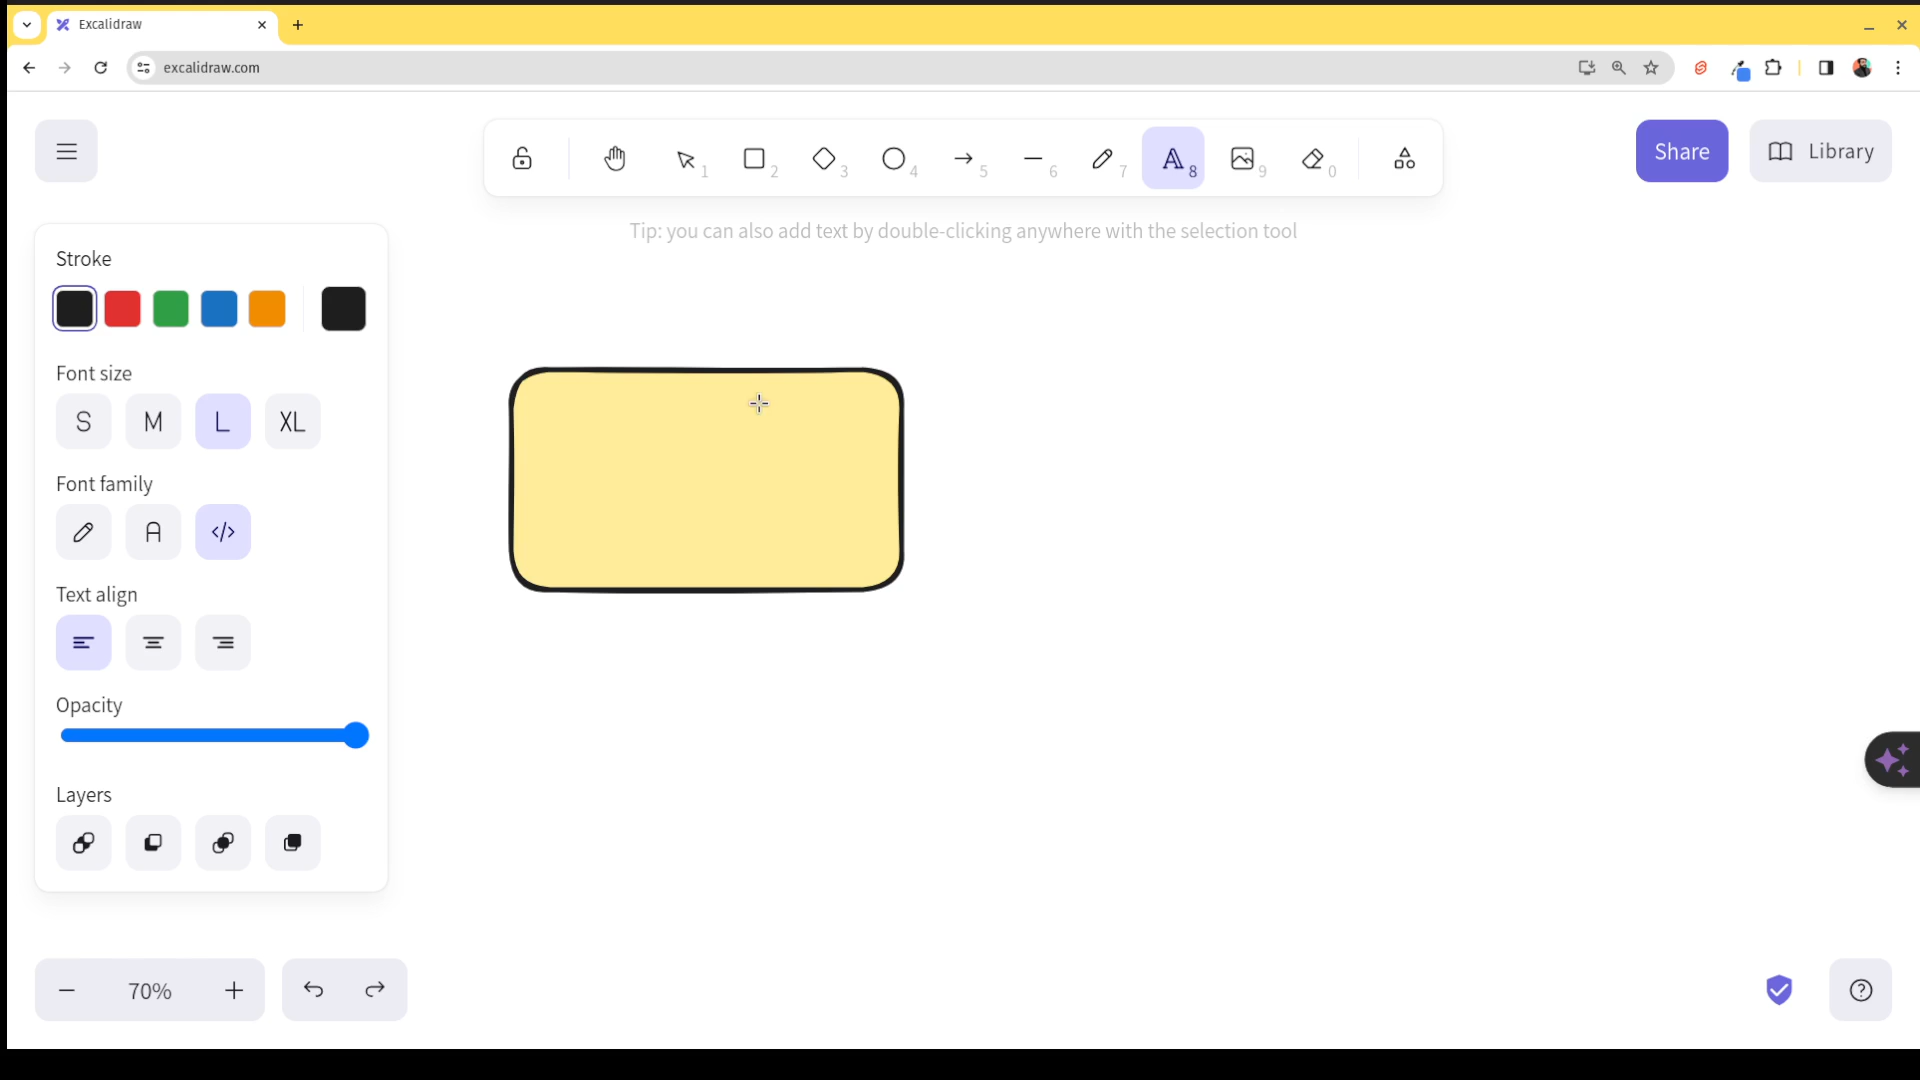 Excalidraw
excalidraw.com
1
2
3
4
5
6
7
A 8
9
0
Share
Library
Tip: you can also add text by double-clicking anywhere with the selection tool
Stroke
Font size
S M L XL
Font family
A </>
Text align
Opacity
Layers
70%